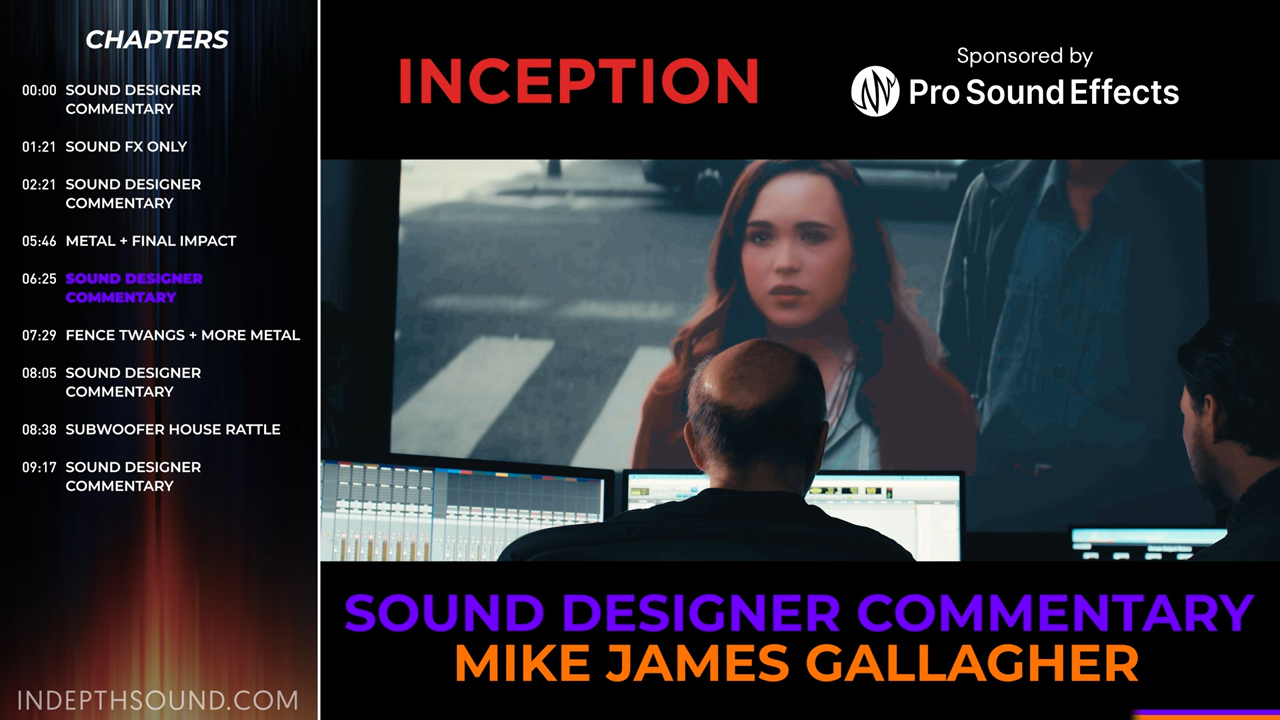 CHAPTERS
00:00 SOUND DESIGNER
COMMENTARY
01:21 SOUND FX ONLY
02:21 SOUND DESIGNER
COMMENTARY
05:46 METAL + FINAL IMPACT
06:25 SOUND DESIGNER
COMMENTARY
07:29 FENCE TWANGS + MORE METAL
08:05 SOUND DESIGNER
COMMENTARY
08:38 SUBWOOFER HOUSE RATTLE
09:17 SOUND DESIGNER
COMMENTARY
INDEPTHSOUND.COM
INCEPTION
Sponsored by
Pro Sound Effects
SOUND DESIGNER COMMENTARY
MIKE JAMES GALLAGHER